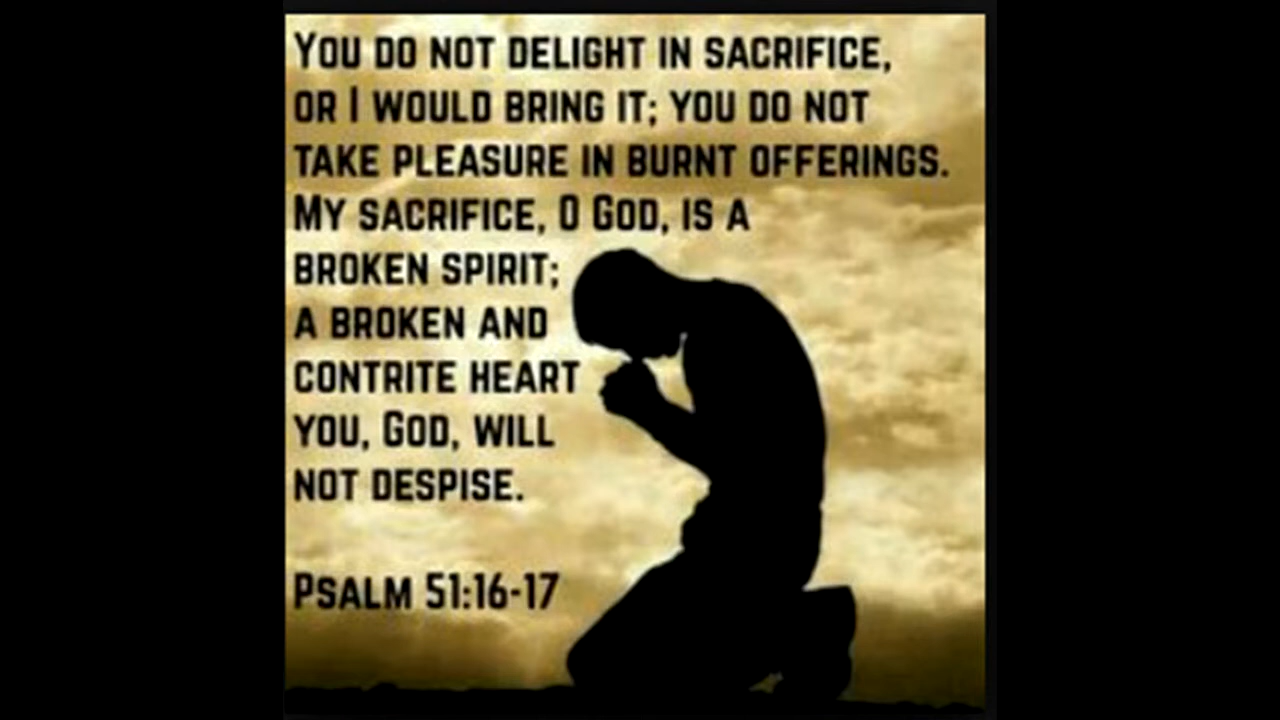 You do not delight in sacrifice,
or I would bring it; you do not
take pleasure in burnt offerings.
My sacrifice, O God, is a
broken spirit;
a broken and
contrite heart
you, God, will
not despise.
Psalm 51:16-17